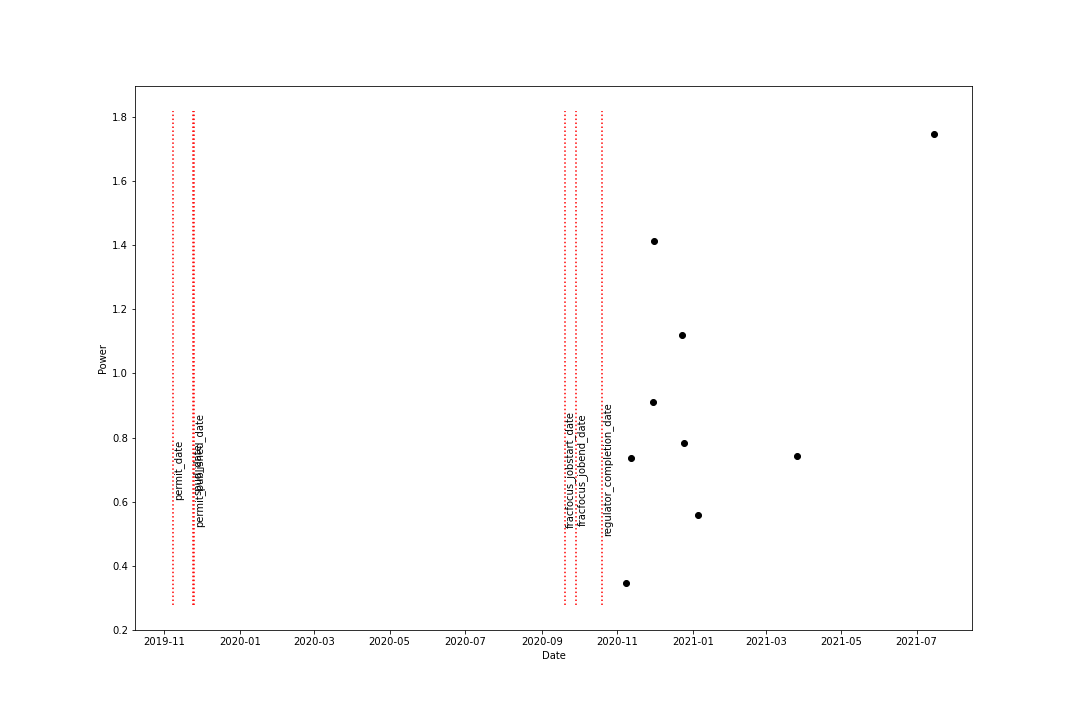 1.8
1.6
1.4
1.2
1.0
0.8
0.6
0.4
0.2
Power
permit_date
permit_published_date
fracfocus_jobstart_date
fracfocus_jobend_date
regulator_completion_date
2019-11
2020-01
2020-03
2020-05
2020-07
2020-09
2020-11
2021-01
2021-03
2021-05
2021-07
Date